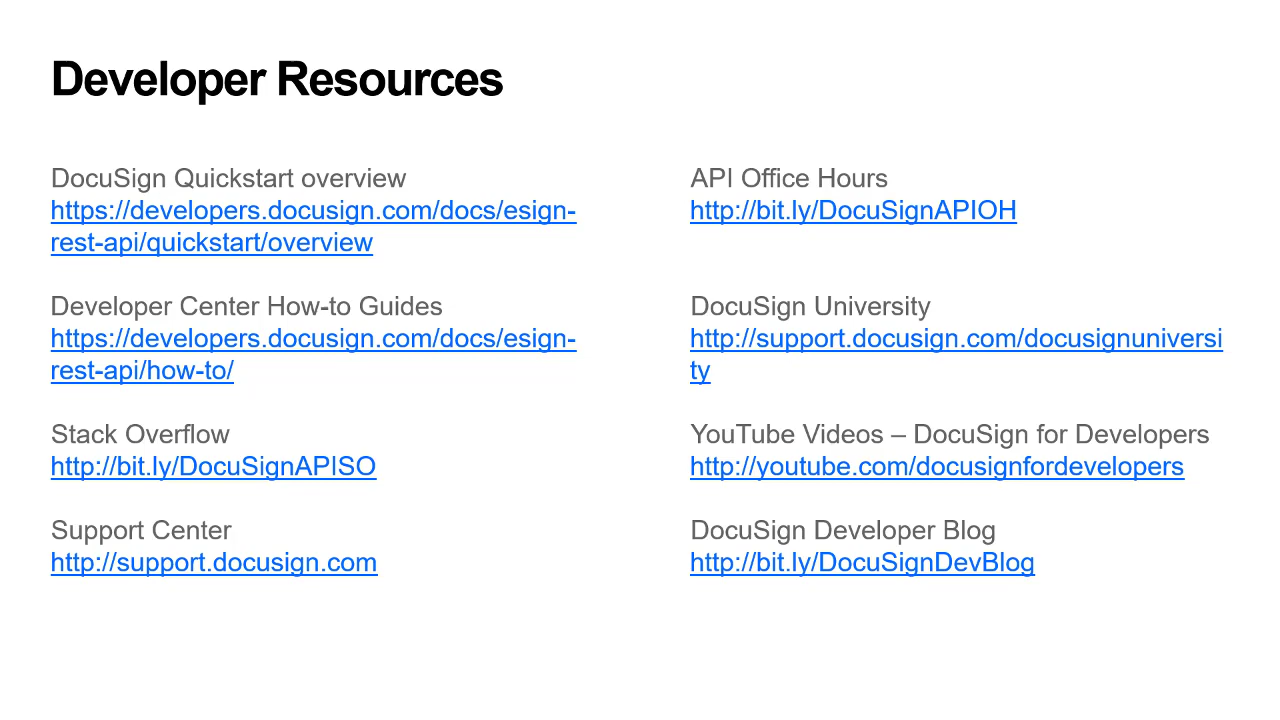 Developer Resources
DocuSign Quickstart overview
https://developers.docusign.com/docs/esign-
rest-api/quickstart/overview
Developer Center How-to Guides
https://developers.docusign.com/docs/esign-
rest-api/how-to/
Stack Overflow
http://bit.ly/DocuSignAPISO
Support Center
http://support.docusign.com
API Office Hours
http://bit.ly/DocuSignAPIOH
DocuSign University
http://support.docusign.com/docusignuniversi
ty
YouTube Videos – DocuSign for Developers
http://youtube.com/docusignfordevelopers
DocuSign Developer Blog
http://bit.ly/DocuSignDevBlog